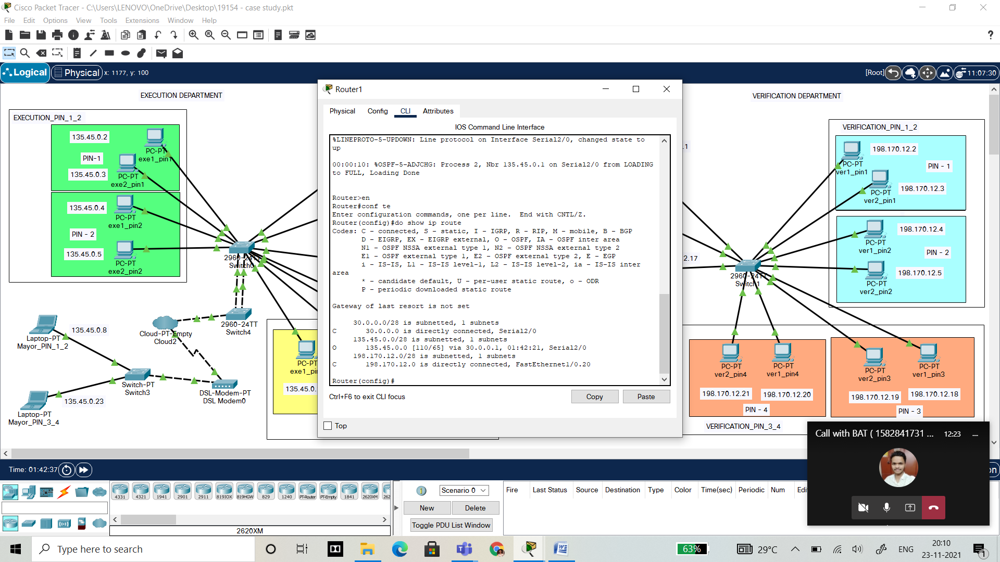 Cisco Packet Tracer - C:\Users\LENOVO\OneDrive\Desktop\19154 - case study.pkt
File Edit Options View Tools Extensions Window Help
Logical Physical x: 1177, y: 100
[Root] 11:07:30
EXECUTION DEPARTMENT
EXECUTION_PIN_1_2
135.45.0.2
PC-PT
exe1_pin1
PIN-1
135.45.0.3
PC-PT
exe2_pin1
135.45.0.4
PC-PT
exe1_pin2
PIN - 2
135.45.0.5
PC-PT
exe2_pin2
2960-24TT
Switch0
2960-24TT
Switch4
Cloud-PT-Empty
Cloud2
135.45.0.8
Laptop-PT
Mayor_PIN_1_2
Switch-PT
Switch3
DSL-Modem-PT
DSL Modem0
135.45.0.23
Laptop-PT
Mayor_PIN_3_4
PC-PT
exe1_pin
135.45.0.
Router1
Physical Config CLI Attributes
IOS Command Line Interface
%LINEPROTO-5-UPDOWN: Line protocol on Interface Serial2/0, changed state to
up
00:00:10: %OSPF-5-ADJCHG: Process 2, Nbr 135.45.0.1 on Serial2/0 from LOADING
to FULL, Loading Done
Router>en
Router#conf te
Enter configuration commands, one per line.  End with CNTL/Z.
Router(config)#do show ip route
Codes: C - connected, S - static, I - IGRP, R - RIP, M - mobile, B - BGP
D - EIGRP, EX - EIGRP external, O - OSPF, IA - OSPF inter area
N1 - OSPF NSSA external type 1, N2 - OSPF NSSA external type 2
E1 - OSPF external type 1, E2 - OSPF external type 2, E - EGP
i - IS-IS, L1 - IS-IS level-1, L2 - IS-IS level-2, ia - IS-IS inter
area
* - candidate default, U - per-user static route, o - ODR
P - periodic downloaded static route
Gateway of last resort is not set
30.0.0.0/28 is subnetted, 1 subnets
C 30.0.0.0 is directly connected, Serial2/0
135.45.0.0/28 is subnetted, 1 subnets
O 135.45.0.0 [110/65] via 30.0.0.1, 01:42:21, Serial2/0
198.170.12.0/28 is subnetted, 1 subnets
C 198.170.12.0 is directly connected, FastEthernet1/0.20
Router(config)#
Ctrl+F6 to exit CLI focus
Copy Paste
Top
.1
2.17
VERIFICATION DEPARTMENT
VERIFICATION_PIN_1_2
198.170.12.2
PC-PT
ver1_pin1
PIN - 1
198.170.12.3
PC-PT
ver2_pin1
198.170.12.4
PC-PT
ver1_pin2
PIN - 2
198.170.12.5
PC-PT
ver2_pin2
2960-24TT
Switch1
PC-PT
ver2_pin4
PC-PT
ver1_pin4
198.170.12.21
198.170.12.20
PIN - 4
PC-PT
ver2_pin3
PC-PT
ver1_pin3
198.170.12.19
198.170.12.18
PIN - 3
VERIFICATION_PIN_3_4
Call with BAT ( 1582841731 ... 12:23
Time: 01:42:37
on
4331 4321 1941 2901 2911 819IOX 819HGW 829 1240 PT-Router PT-Empty 1841 2620XM 262
2620XM
Scenario 0
New Delete
Toggle PDU List Window
Fire Last Status Source Destination Type Color Time(sec) Periodic Num Edi
Type here to search
63%
29°C
ENG
20:10
23-11-2021
1